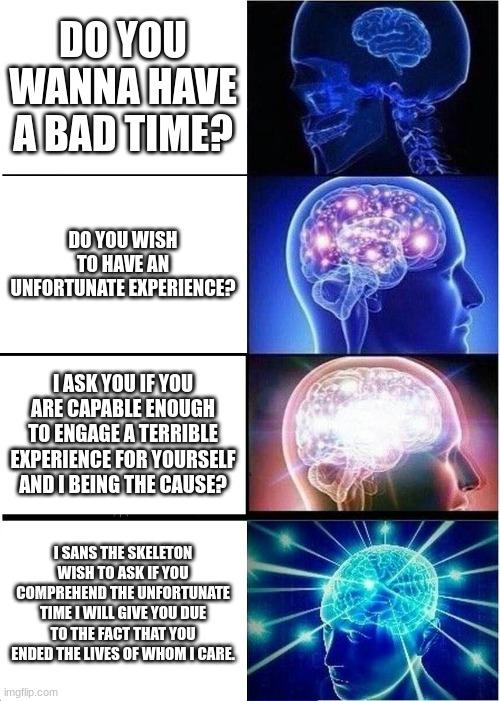 DO YOU
WANNA HAVE
A BAD TIME?
DO YOU WISH
TO HAVE AN
UNFORTUNATE EXPERIENCE?
I ASK YOU IF YOU
ARE CAPABLE ENOUGH
TO ENGAGE A TERRIBLE
EXPERIENCE FOR YOURSELF
AND I BEING THE CAUSE?
I SANS THE SKELETON
WISH TO ASK IF YOU
COMPREHEND THE UNFORTUNATE
TIME I WILL GIVE YOU DUE
TO THE FACT THAT YOU
ENDED THE LIVES OF WHOM I CARE.
imgflip.com